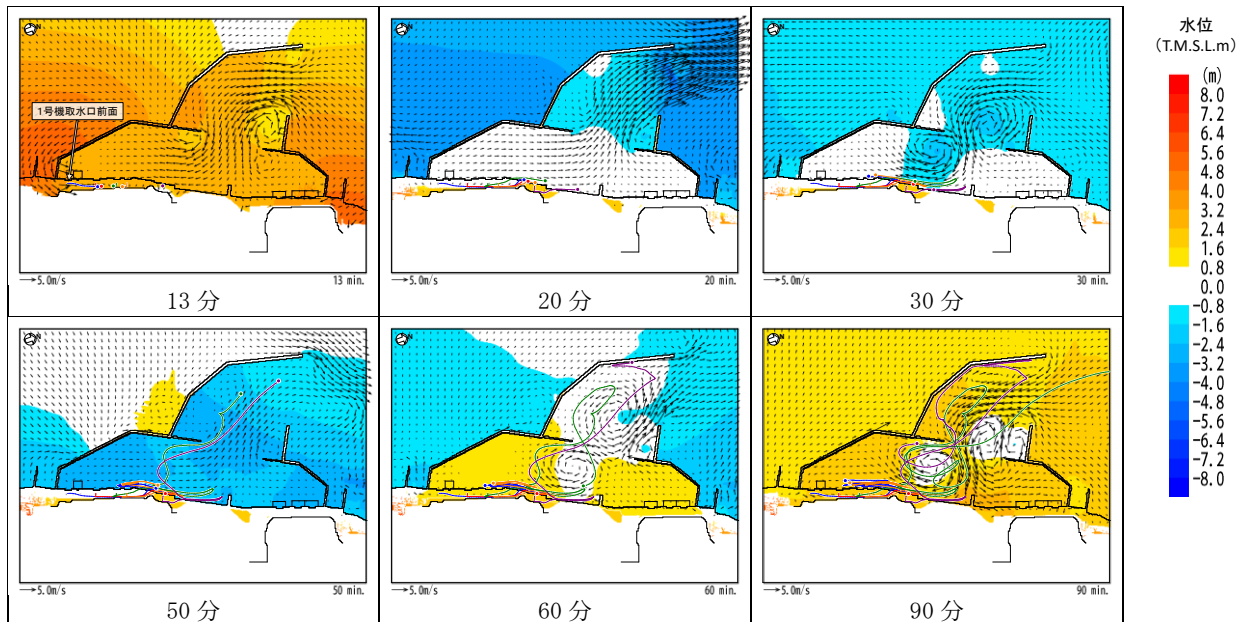 1号機取水口前面
N
→5.0m/s
13 min.
13 分
N
→5.0m/s
20 min.
20 分
N
→5.0m/s
30 min.
30 分
N
→5.0m/s
50 min.
50 分
N
→5.0m/s
60 min.
60 分
N
→5.0m/s
90 min.
90 分
水位
(T.M.S.L.m)
(m)
8.0
7.2
6.4
5.6
4.8
4.0
3.2
2.4
1.6
0.8
0.0
-0.8
-1.6
-2.4
-3.2
-4.0
-4.8
-5.6
-6.4
-7.2
-8.0